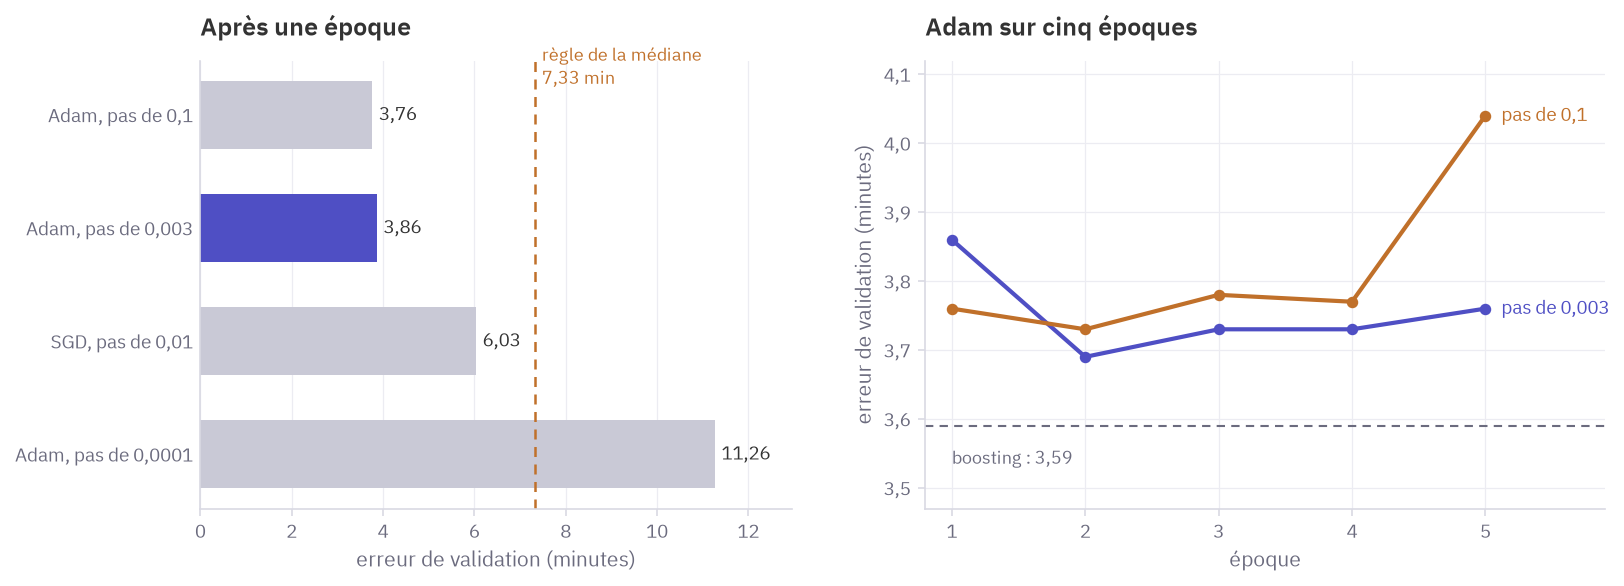 Après une époque
règle de la médiane
7,33 min
Adam, pas de 0,1
3,76
Adam, pas de 0,003
3,86
SGD, pas de 0,01
6,03
Adam, pas de 0,0001
11,26
0 2 4 6 8 10 12
erreur de validation (minutes)
Adam sur cinq époques
erreur de validation (minutes)
4,1
4,0
3,9
3,8
3,7
3,6
3,5
pas de 0,1
pas de 0,003
boosting : 3,59
1 2 3 4 5
époque